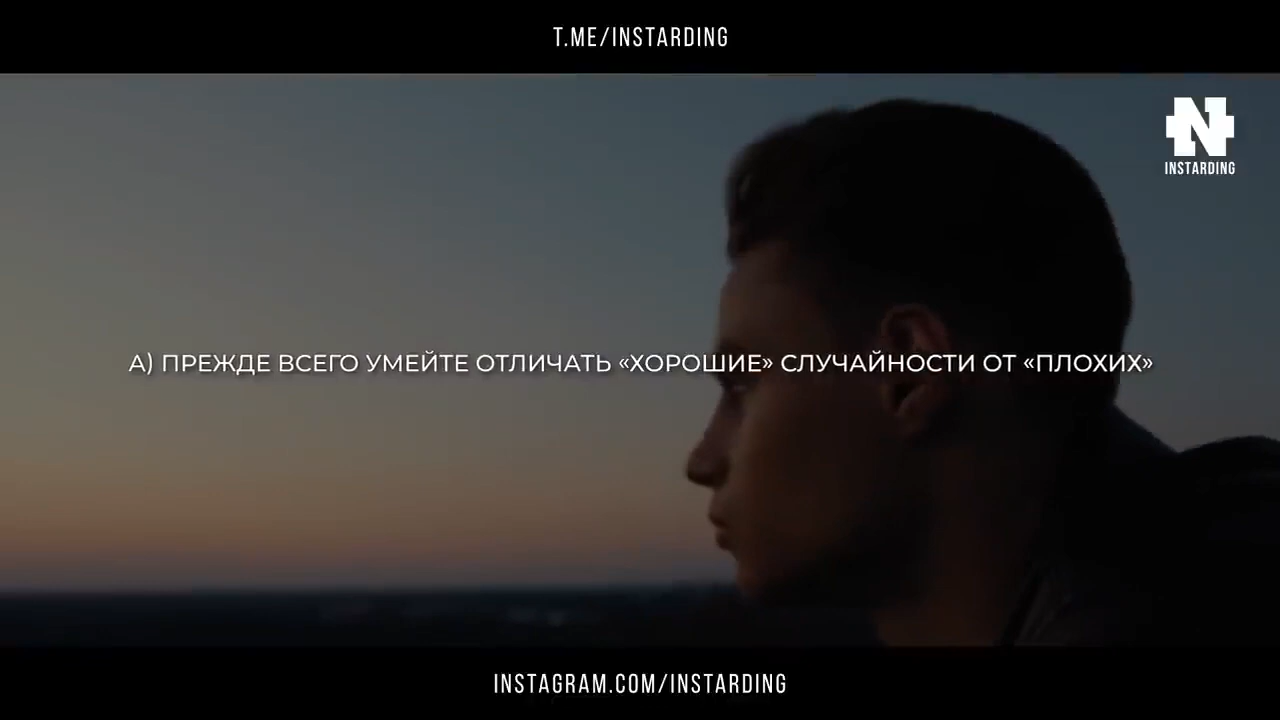 T.ME/INSTARDING
N
INSTARDING
А) ПРЕЖДЕ ВСЕГО УМЕЙТЕ ОТЛИЧАТЬ «ХОРОШИЕ» СЛУЧАЙНОСТИ ОТ «ПЛОХИХ»
INSTAGRAM.COM/INSTARDING